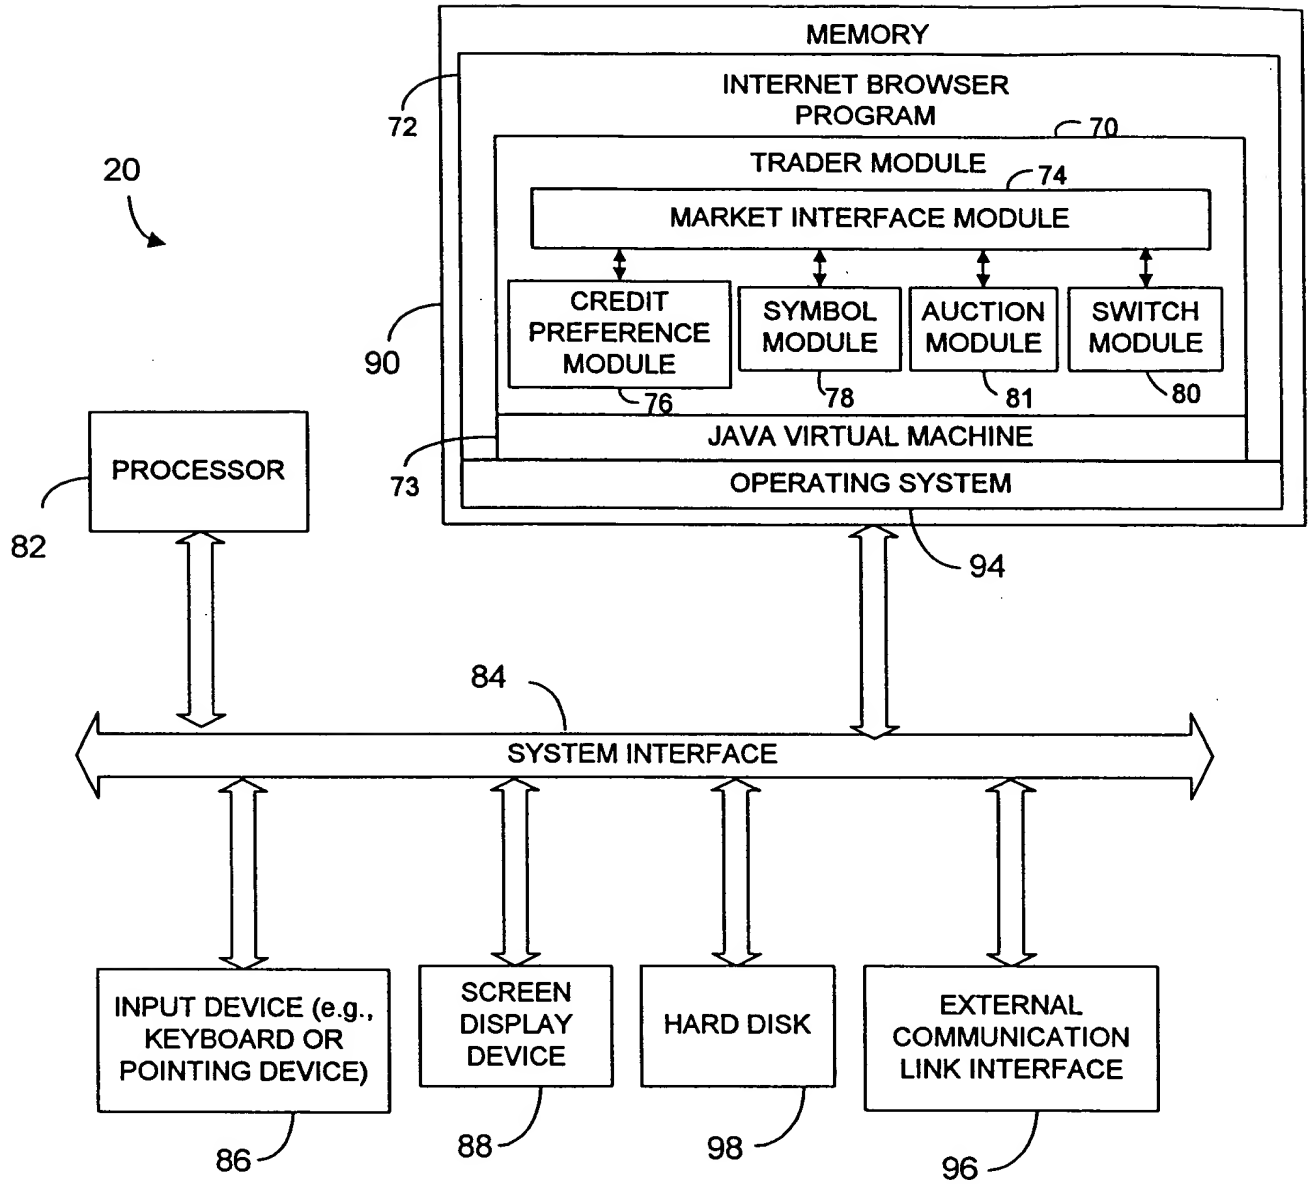 MEMORY
INTERNET BROWSER
PROGRAM
72
70
TRADER MODULE
74
MARKET INTERFACE MODULE
20
CREDIT
PREFERENCE
MODULE
SYMBOL
MODULE
AUCTION
MODULE
SWITCH
MODULE
90
76
78
81
80
JAVA VIRTUAL MACHINE
73
OPERATING SYSTEM
PROCESSOR
82
94
84
SYSTEM INTERFACE
INPUT DEVICE (e.g.,
KEYBOARD OR
POINTING DEVICE)
SCREEN
DISPLAY
DEVICE
HARD DISK
EXTERNAL
COMMUNICATION
LINK INTERFACE
86
88
98
96